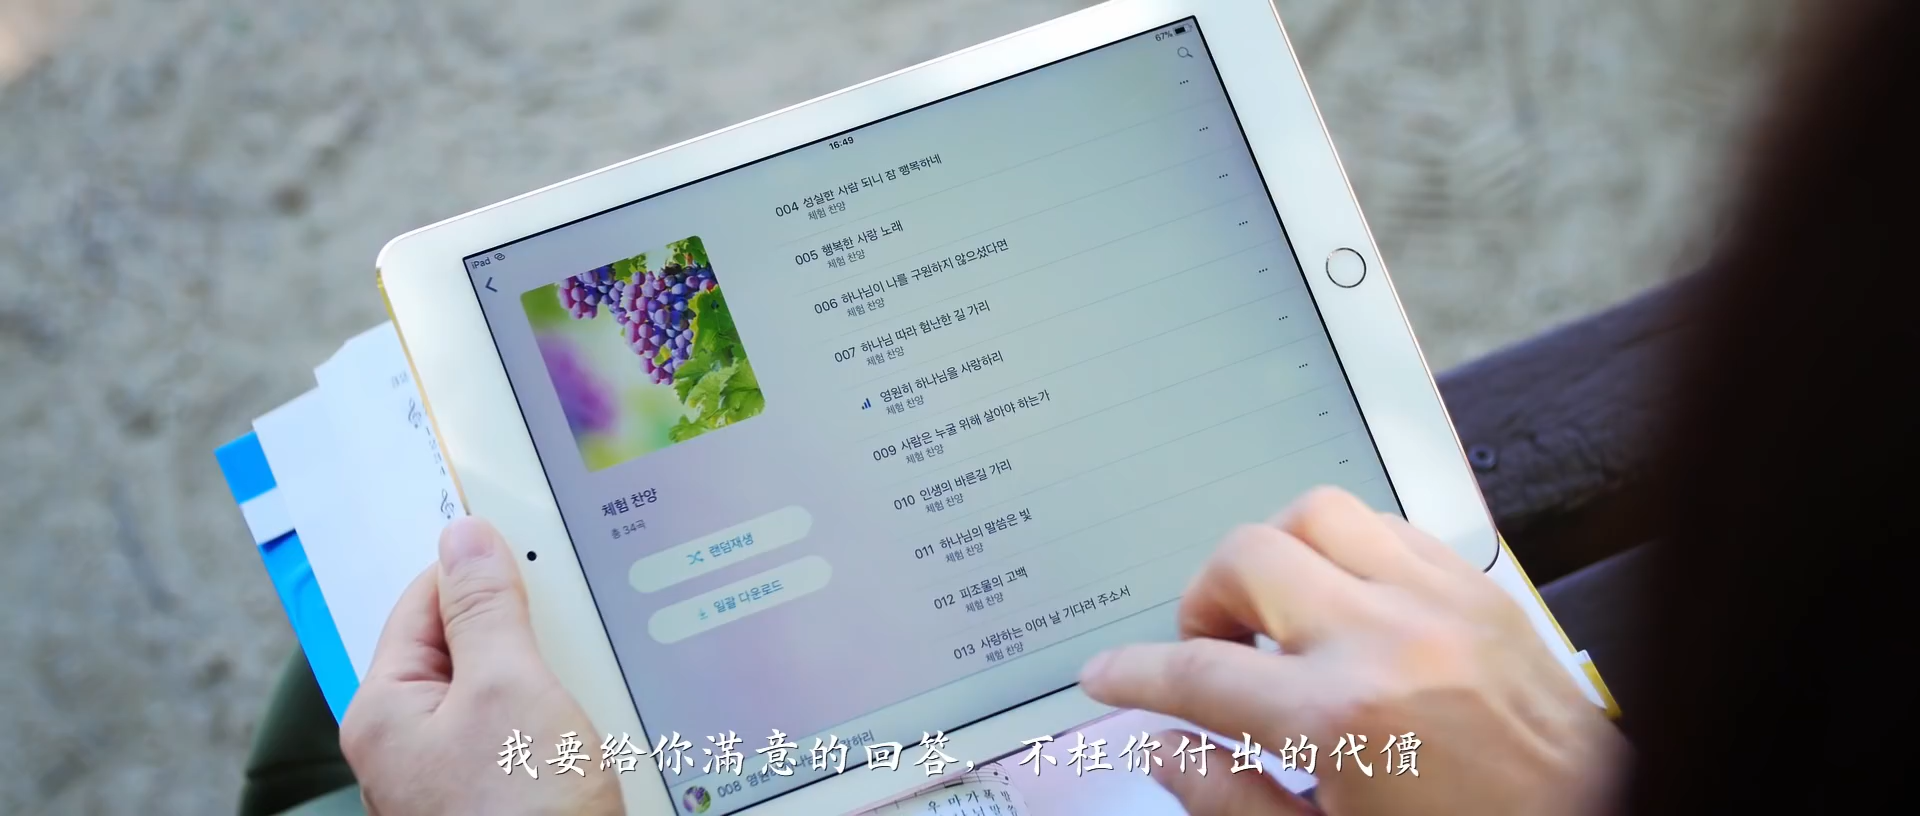 67%
16:49
iPad
004 성실한 사람 되니 참 행복하네
체험 찬양
005 행복한 사랑 노래
체험 찬양
006 하나님이 나를 구원하지 않으셨다면
체험 찬양
007 하나님 따라 험난한 길 가리
체험 찬양
영원히 하나님을 사랑하리
체험 찬양
009 사람은 누굴 위해 살아야 하는가
체험 찬양
010 인생의 바른길 가리
체험 찬양
011 하나님의 말씀은 빛
체험 찬양
012 피조물의 고백
체험 찬양
013 사랑하는 이여 날 기다려 주소서
체험 찬양
체험 찬양
총 34곡
랜덤재생
일괄 다운로드
008 영원
랑하리
我要給你滿意的回答，不枉你付出的代價